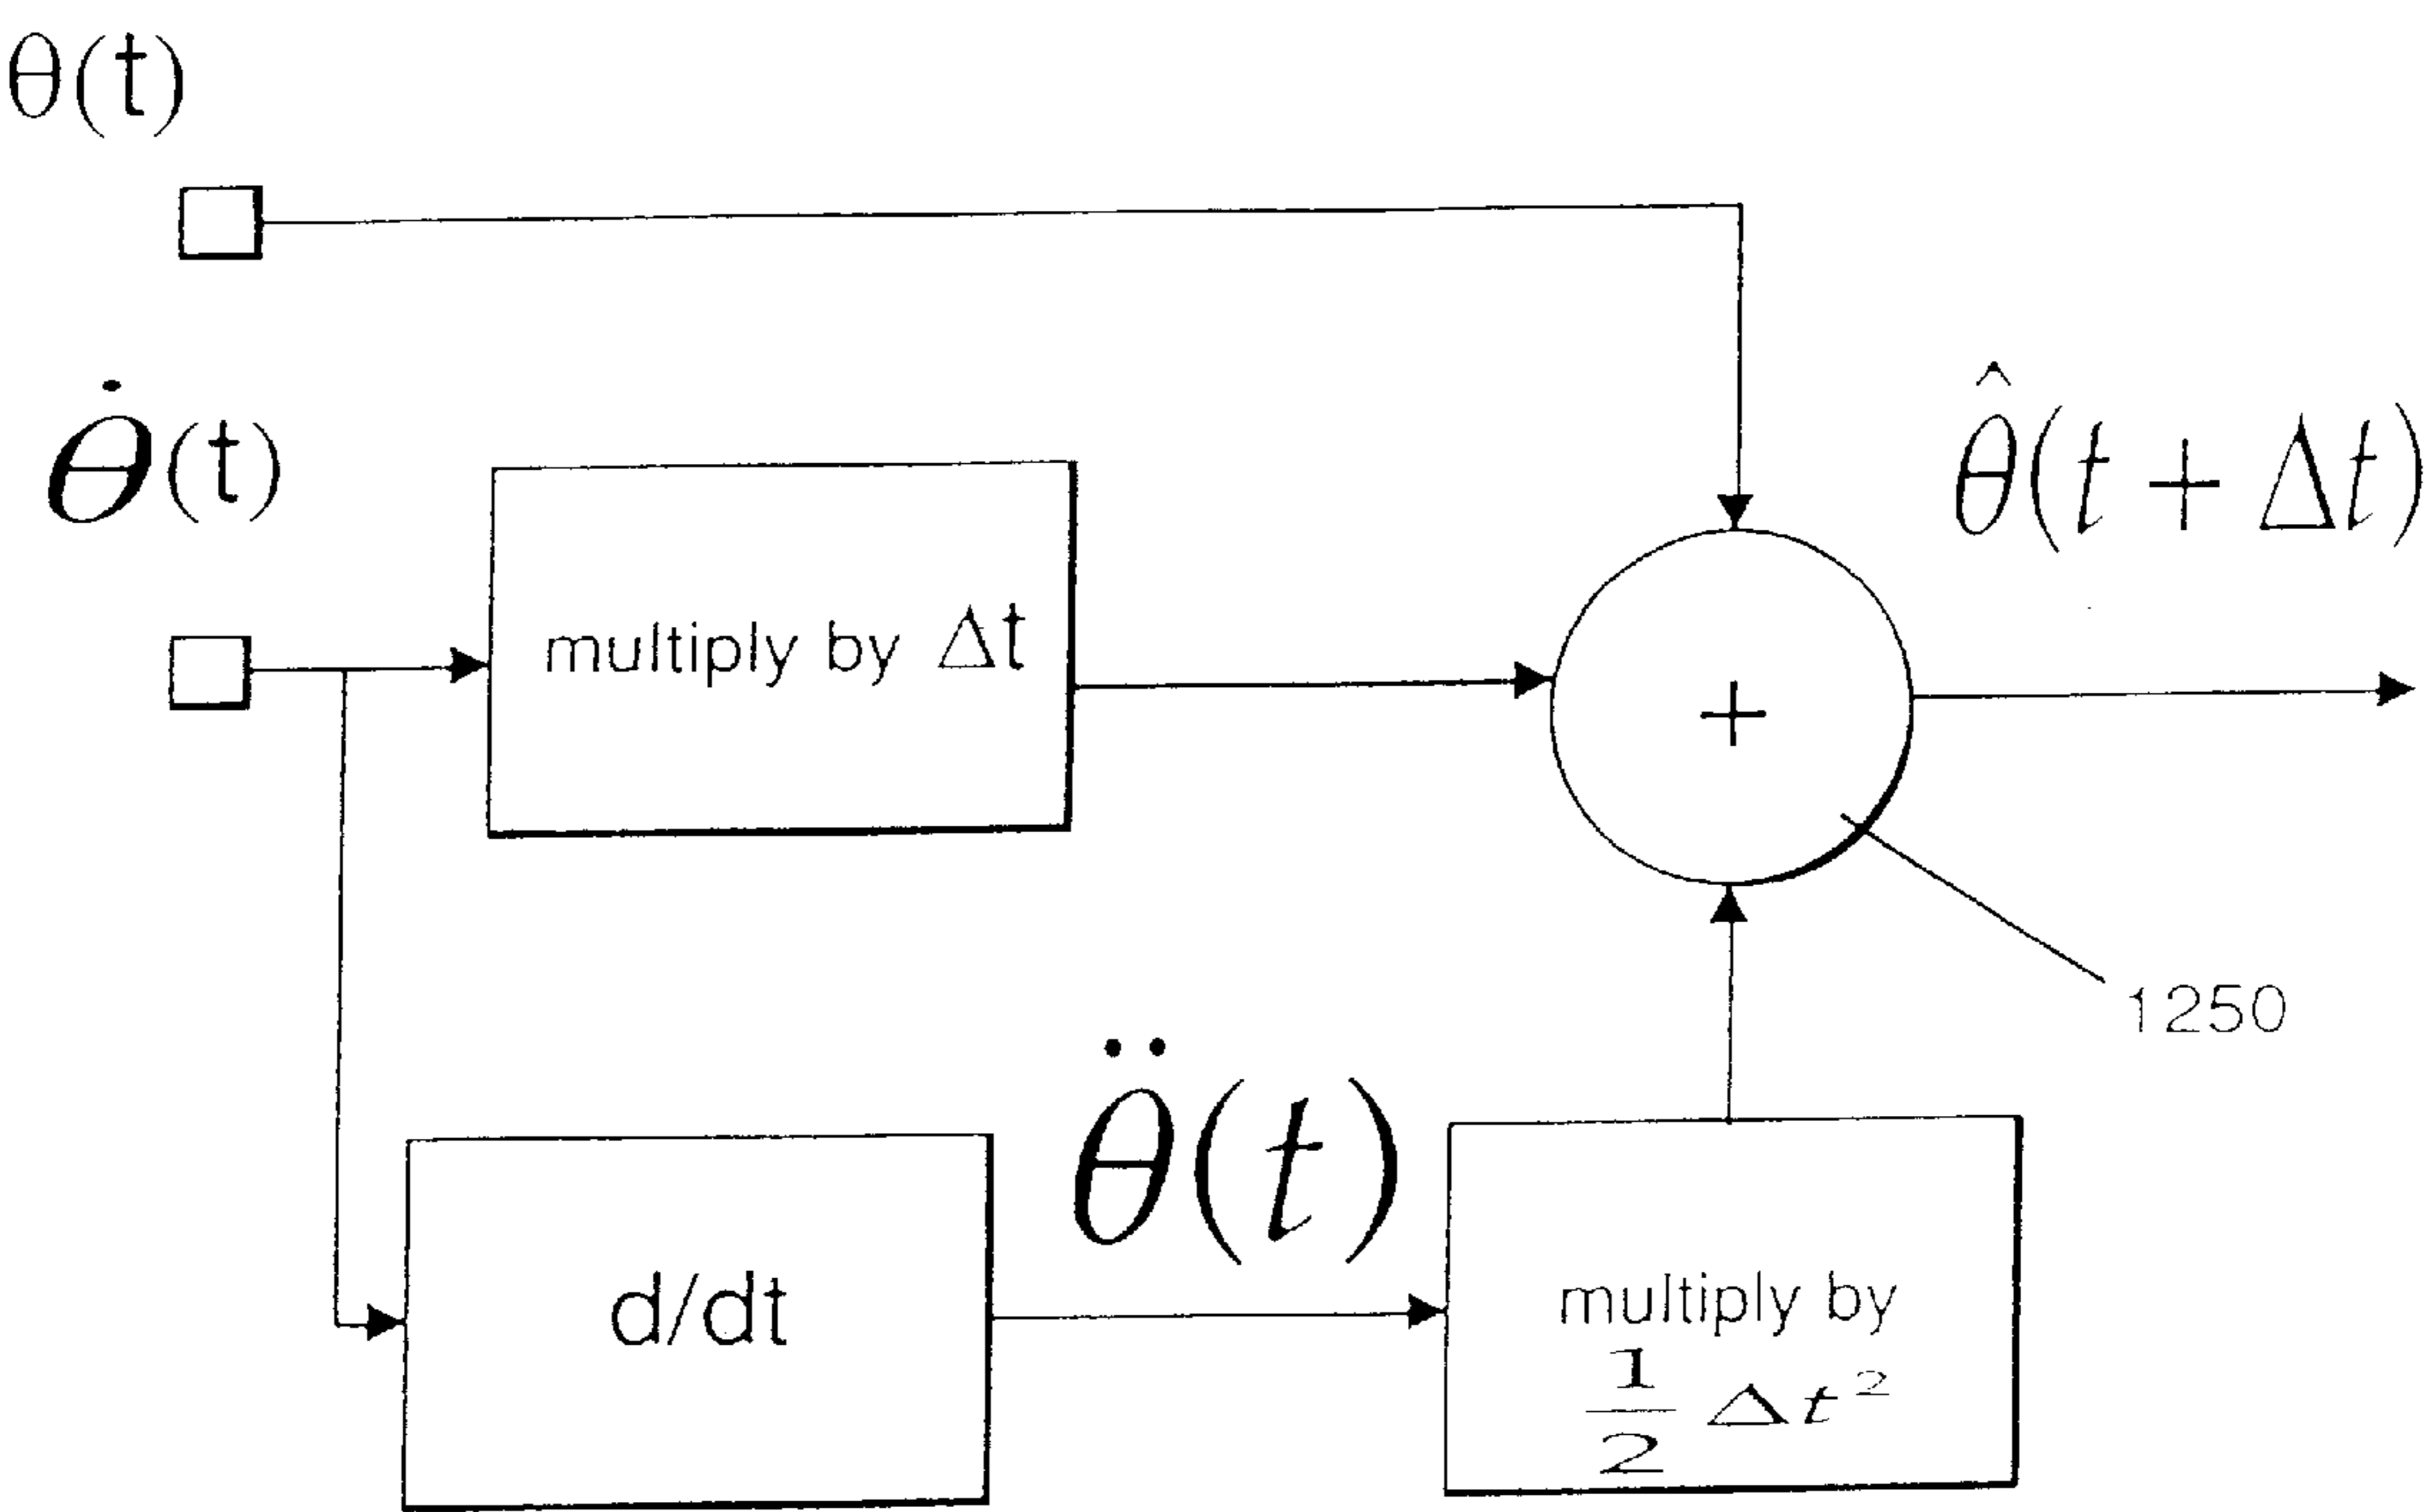 θ(t)
θ̇(t)
θ̂(t + Δt)
multiply by Δt
+
1250
θ̈(t)
d/dt
multiply by
1/2 Δt²